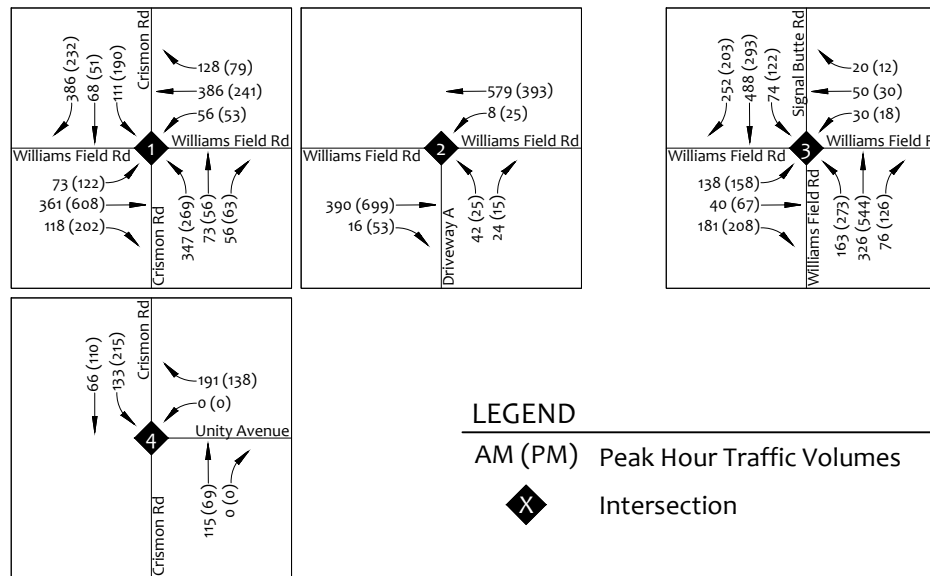 Crismon Rd
386 (232)
68 (51)
111 (190)
128 (79)
386 (241)
56 (53)
Williams Field Rd
1
Williams Field Rd
73 (122)
361 (608)
118 (202)
Crismon Rd
347 (269)
73 (56)
56 (63)
579 (393)
8 (25)
Williams Field Rd
2
Williams Field Rd
390 (699)
16 (53)
Driveway A
42 (25)
24 (15)
Signal Butte Rd
252 (203)
488 (293)
74 (122)
20 (12)
50 (30)
30 (18)
Williams Field Rd
3
Williams Field R
138 (158)
40 (67)
181 (208)
Williams Field Rd
163 (273)
326 (544)
76 (126)
Crismon Rd
66 (110)
133 (215)
191 (138)
0 (0)
4
Unity Avenue
Crismon Rd
115 (69)
0 (0)
LEGEND
AM (PM) Peak Hour Traffic Volumes
X Intersection